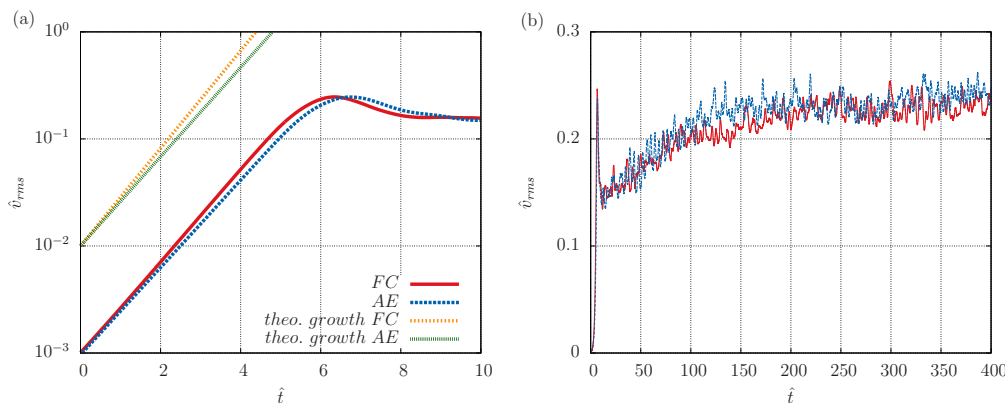 (a)
10^0
10^{-1}
10^{-2}
10^{-3}
v̂_{rms}
FC
AE
theo. growth FC
theo. growth AE
0 2 4 6 8 10
t̂
(b)
0.3
0.2
0.1
0
v̂_{rms}
0 50 100 150 200 250 300 350 400
t̂